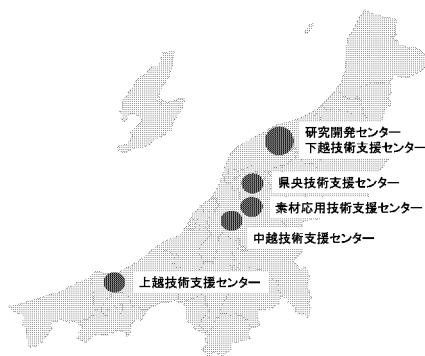 研究開発センター
下越技術支援センター
県央技術支援センター
素材応用技術支援センター
中越技術支援センター
上越技術支援センター